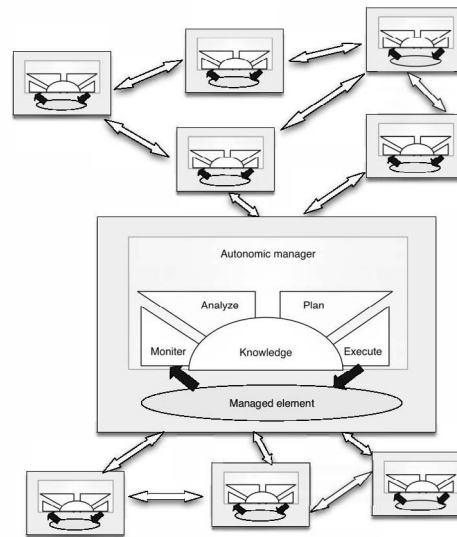 Autonomic manager
Analyze
Plan
Moniter
Knowledge
Execute
Managed element